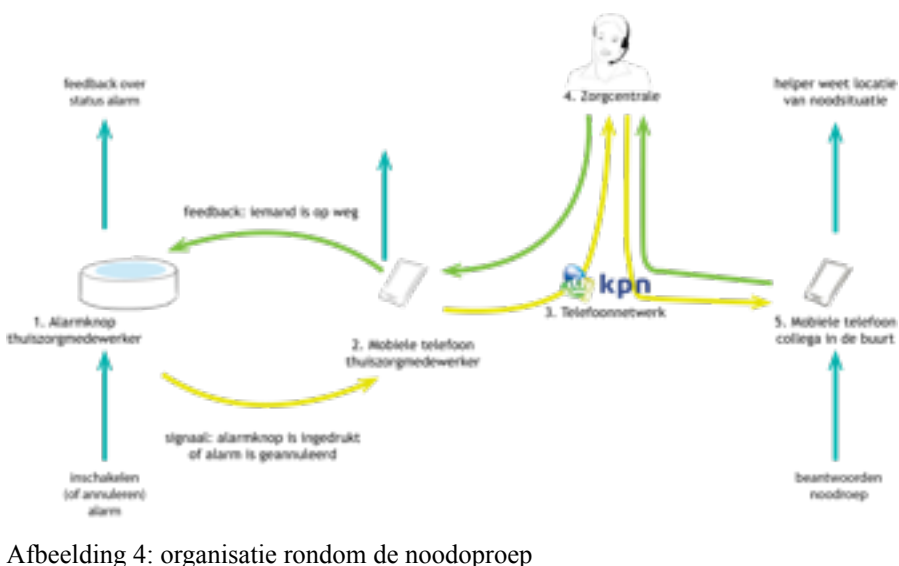 feedback over
status alarm
4. Zorgcentrale
helper weet locatie
van noodsituatie
feedback: iemand is op weg
kpn
3. Telefoonnetwerk
1. Alarmknop
thuiszorgmedewerker
2. Mobiele telefoon
thuiszorgmedewerker
5. Mobiele telefoon
collega in de buurt
signaal: alarmknop is ingedrukt
of alarm is geannuleerd
inschakelen
(of annuleren)
alarm
beantwoorden
noodroep
Afbeelding 4: organisatie rondom de noodoproep